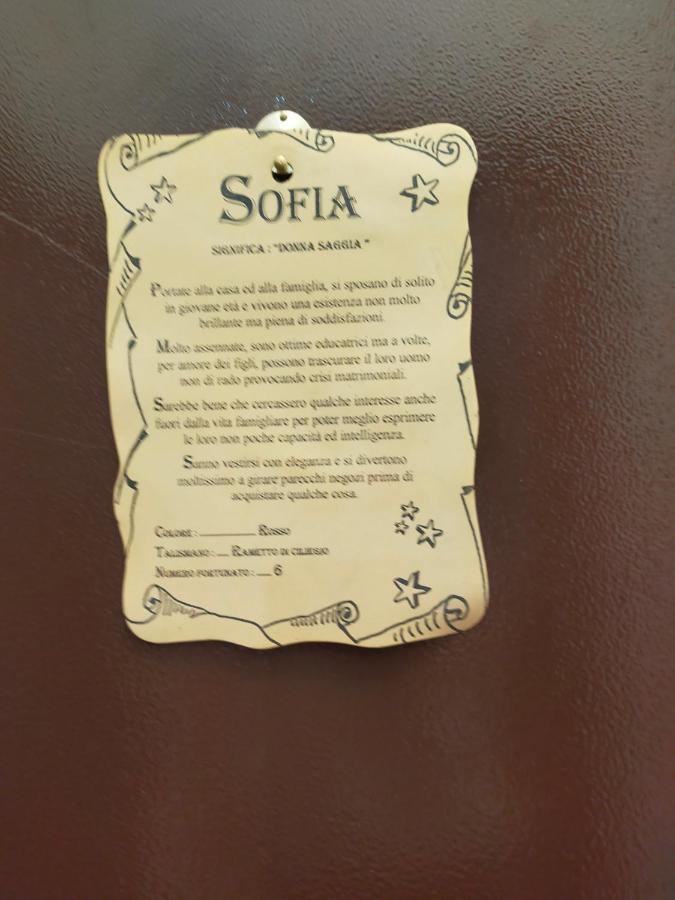 SOFIA
SIGNIFICA : "DONNA SAGGIA "
Portate alla casa ed alla famiglia, si sposano di solito
in giovane età e vivono una esistenza non molto
brillante ma piena di soddisfazioni.
Molto assennate, sono ottime educatrici ma a volte,
per amore dei figli, possono trascurare il loro uomo
non di rado provocando crisi matrimoniali.
Sarebbe bene che cercassero qualche interesse anche
fuori dalla vita famigliare per poter meglio esprimere
le loro non poche capacità ed intelligenza.
Sanno vestirsi con eleganza e si divertono
moltissimo a girare parecchi negozi prima di
acquistare qualche cosa.
COLORE : __________ ROSSO
TALISMANO : __ RAMETTO DI CILIEGIO
NUMERO FORTUNATO : __ 6